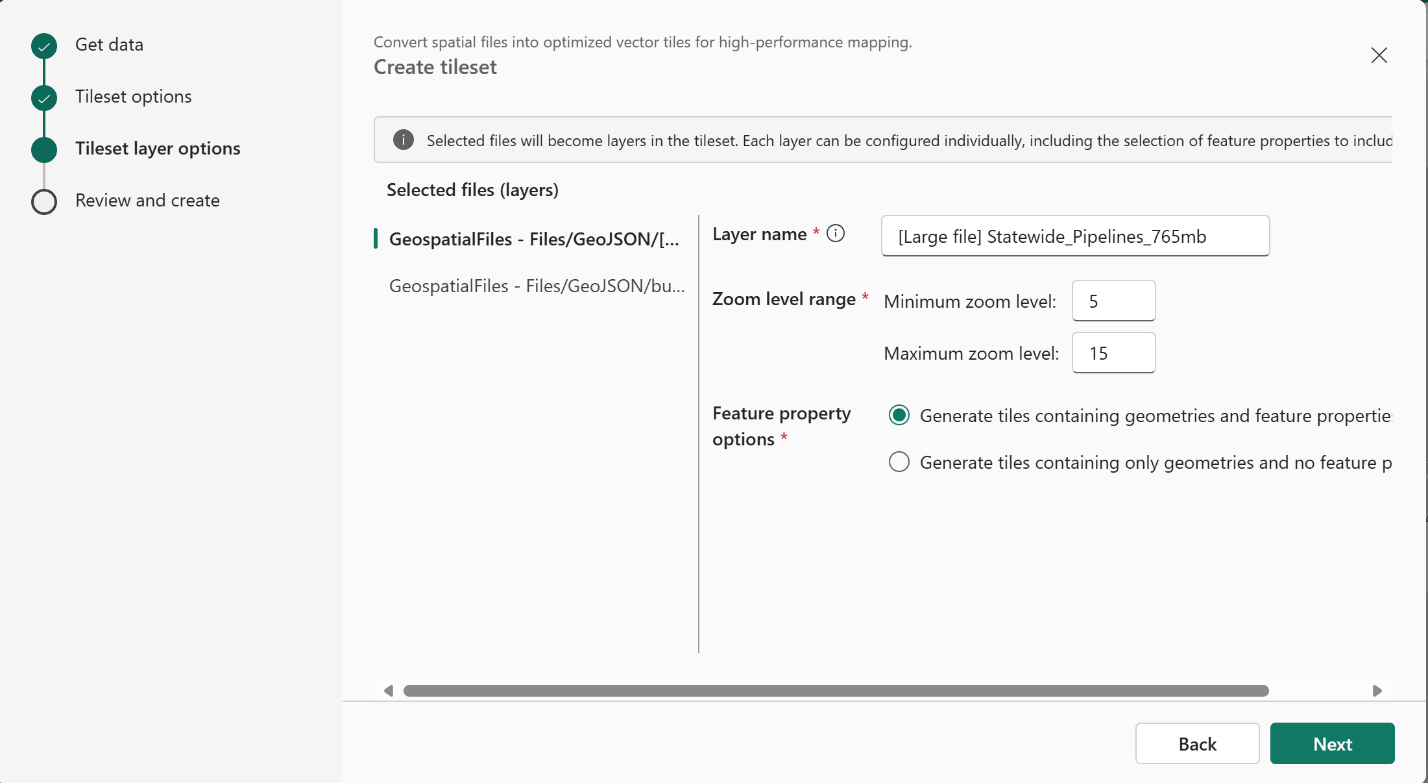 Get data
Tileset options
Tileset layer options
Review and create
Convert spatial files into optimized vector tiles for high-performance mapping.
Create tileset
Selected files will become layers in the tileset. Each layer can be configured individually, including the selection of feature properties to includ
Selected files (layers)
GeospatialFiles - Files/GeoJSON/[...
GeospatialFiles - Files/GeoJSON/bu...
Layer name *
[Large file] Statewide_Pipelines_765mb
Zoom level range *
Minimum zoom level: 5
Maximum zoom level: 15
Feature property
options *
Generate tiles containing geometries and feature propertie
Generate tiles containing only geometries and no feature p
Back
Next